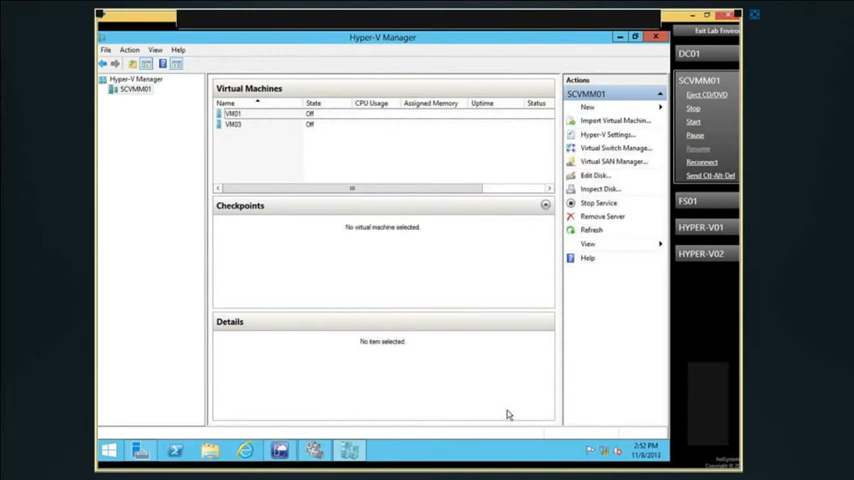 Hyper-V Manager
Exit Lab Enviro
File Action View Help
DC01
Hyper-V Manager
SCVMM01
Virtual Machines
Name State CPU Usage Assigned Memory Uptime Status
VM01 Off
VM03 Off
Checkpoints
No virtual machine selected.
Details
No item selected.
Actions
SCVMM01
New
Import Virtual Machin...
Hyper-V Settings...
Virtual Switch Manage...
Virtual SAN Manager...
Edit Disk...
Inspect Disk...
Stop Service
Remove Server
Refresh
View
Help
SCVMM01
Eject CD/DVD
Stop
Start
Pause
Resume
Reconnect
Send Ctl-Alt-Del
FS01
HYPER-V01
HYPER-V02
2:52 PM
11/8/2013